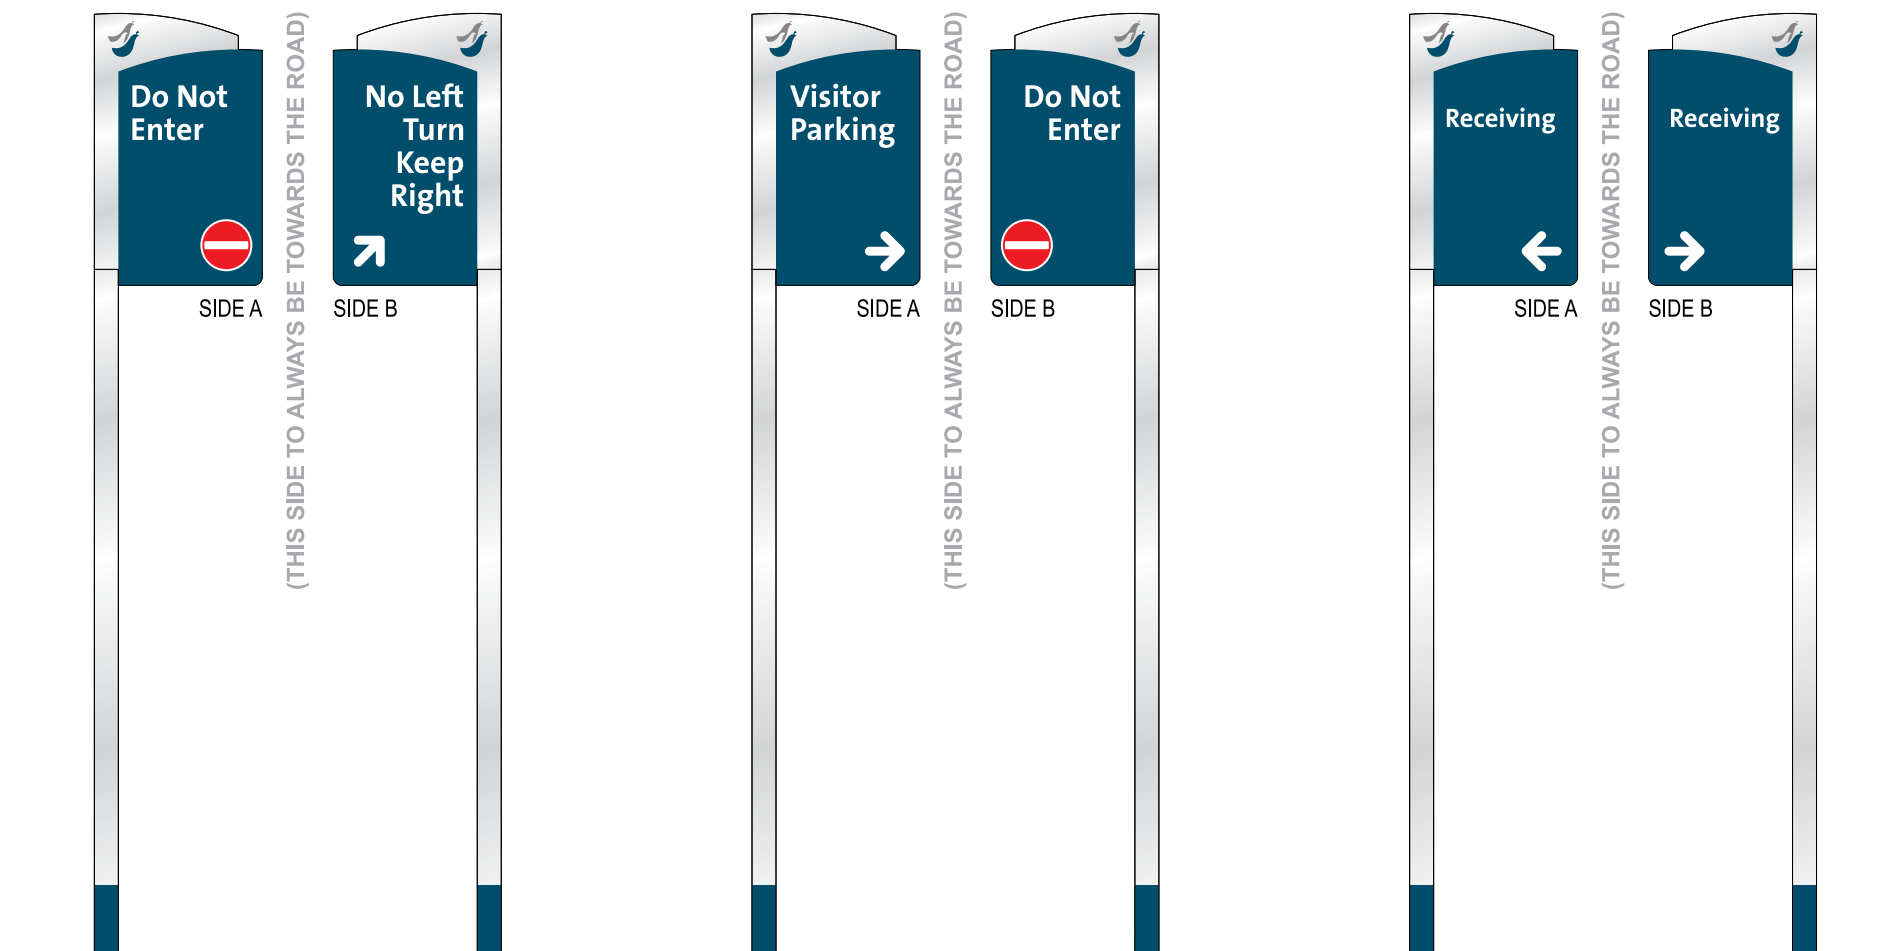 Do Not
Enter
SIDE A
(THIS SIDE TO ALWAYS BE TOWARDS THE ROAD)
No Left
Turn
Keep
Right
SIDE B
Visitor
Parking
SIDE A
(THIS SIDE TO ALWAYS BE TOWARDS THE ROAD)
Do Not
Enter
SIDE B
Receiving
SIDE A
(THIS SIDE TO ALWAYS BE TOWARDS THE ROAD)
Receiving
SIDE B